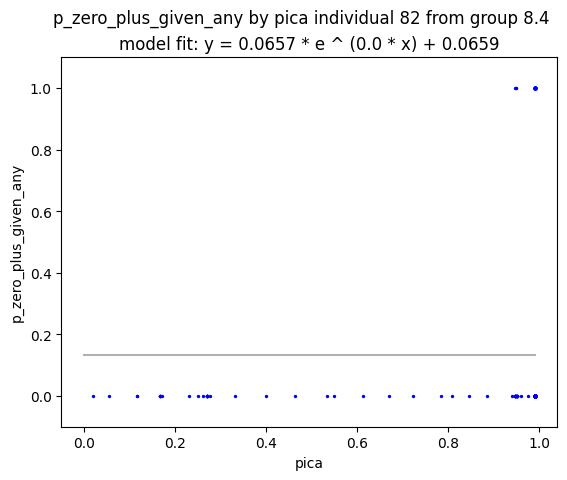 p_zero_plus_given_any by pica individual 82 from group 8.4
model fit: y = 0.0657 * e ^ (0.0 * x) + 0.0659
1.0
0.8
0.6
0.4
0.2
0.0
p_zero_plus_given_any
0.0 0.2 0.4 0.6 0.8 1.0
pica